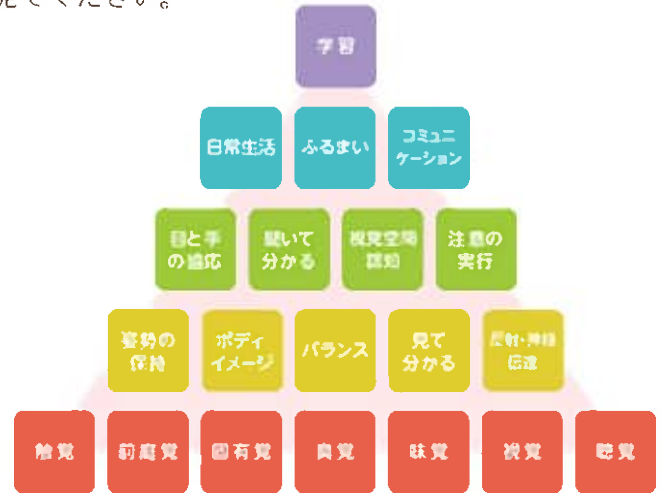 見てください。
学習
日常生活
ふるまい
コミュニ
ケーション
目と手
の協応
聞いて
分かる
視覚空間
認知
注意の
実行
姿勢の
保持
ボディ
イメージ
バランス
見て
分かる
反射・神経
伝達
触覚
前庭覚
固有覚
臭覚
味覚
視覚
聴覚